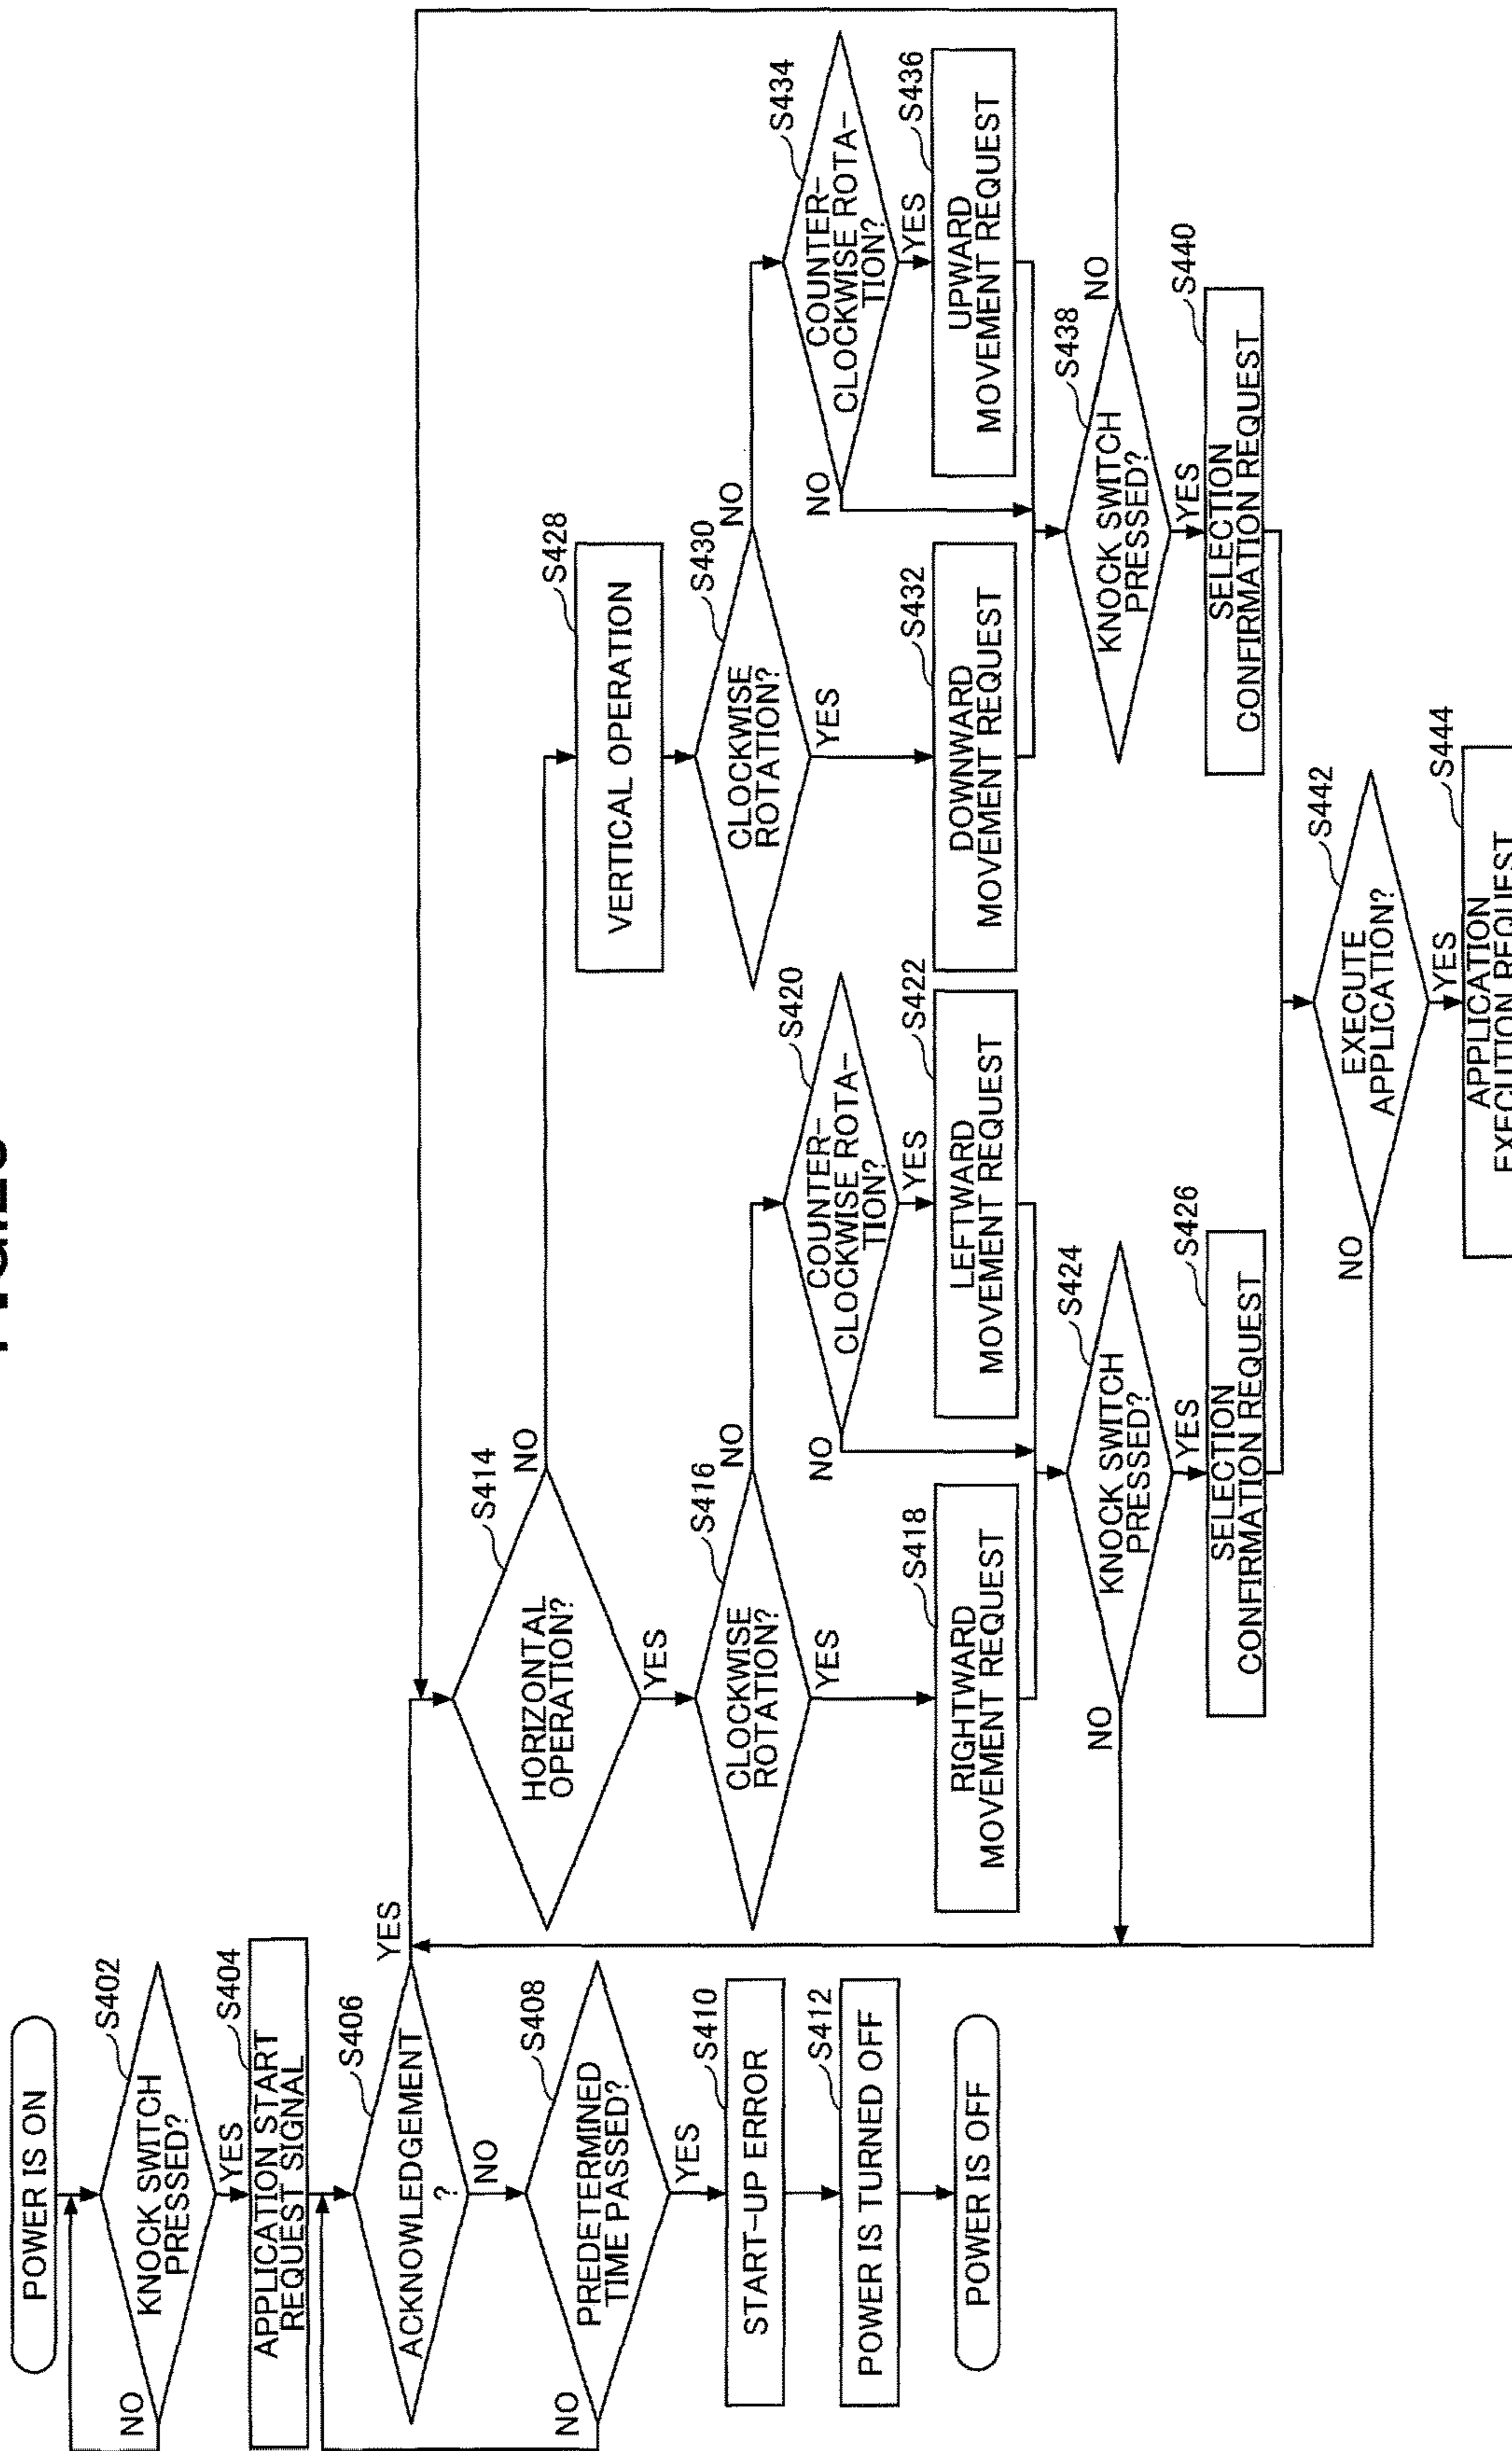 POWER IS ON
S402
KNOCK SWITCH
PRESSED?
NO
YES
S404
APPLICATION START
REQUEST SIGNAL
S406
ACKNOWLEDGEMENT
?
YES
NO
S408
PREDETERMINED
TIME PASSED?
NO
YES
S410
START-UP ERROR
S412
POWER IS TURNED OFF
POWER IS OFF
S414
HORIZONTAL
OPERATION?
NO
YES
S416
CLOCKWISE
ROTATION?
NO
YES
S418
RIGHTWARD
MOVEMENT REQUEST
S420
COUNTER-
CLOCKWISE ROTA-
TION?
NO
YES
S422
LEFTWARD
MOVEMENT REQUEST
S424
KNOCK SWITCH
PRESSED?
NO
YES
S426
SELECTION
CONFIRMATION REQUEST
S428
VERTICAL OPERATION
S430
CLOCKWISE
ROTATION?
NO
YES
S432
DOWNWARD
MOVEMENT REQUEST
S434
COUNTER-
CLOCKWISE ROTA-
TION?
NO
YES
S436
UPWARD
MOVEMENT REQUEST
S438
KNOCK SWITCH
PRESSED?
NO
YES
S440
SELECTION
CONFIRMATION REQUEST
S442
EXECUTE
APPLICATION?
NO
YES
S444
APPLICATION
EXECUTION REQUEST